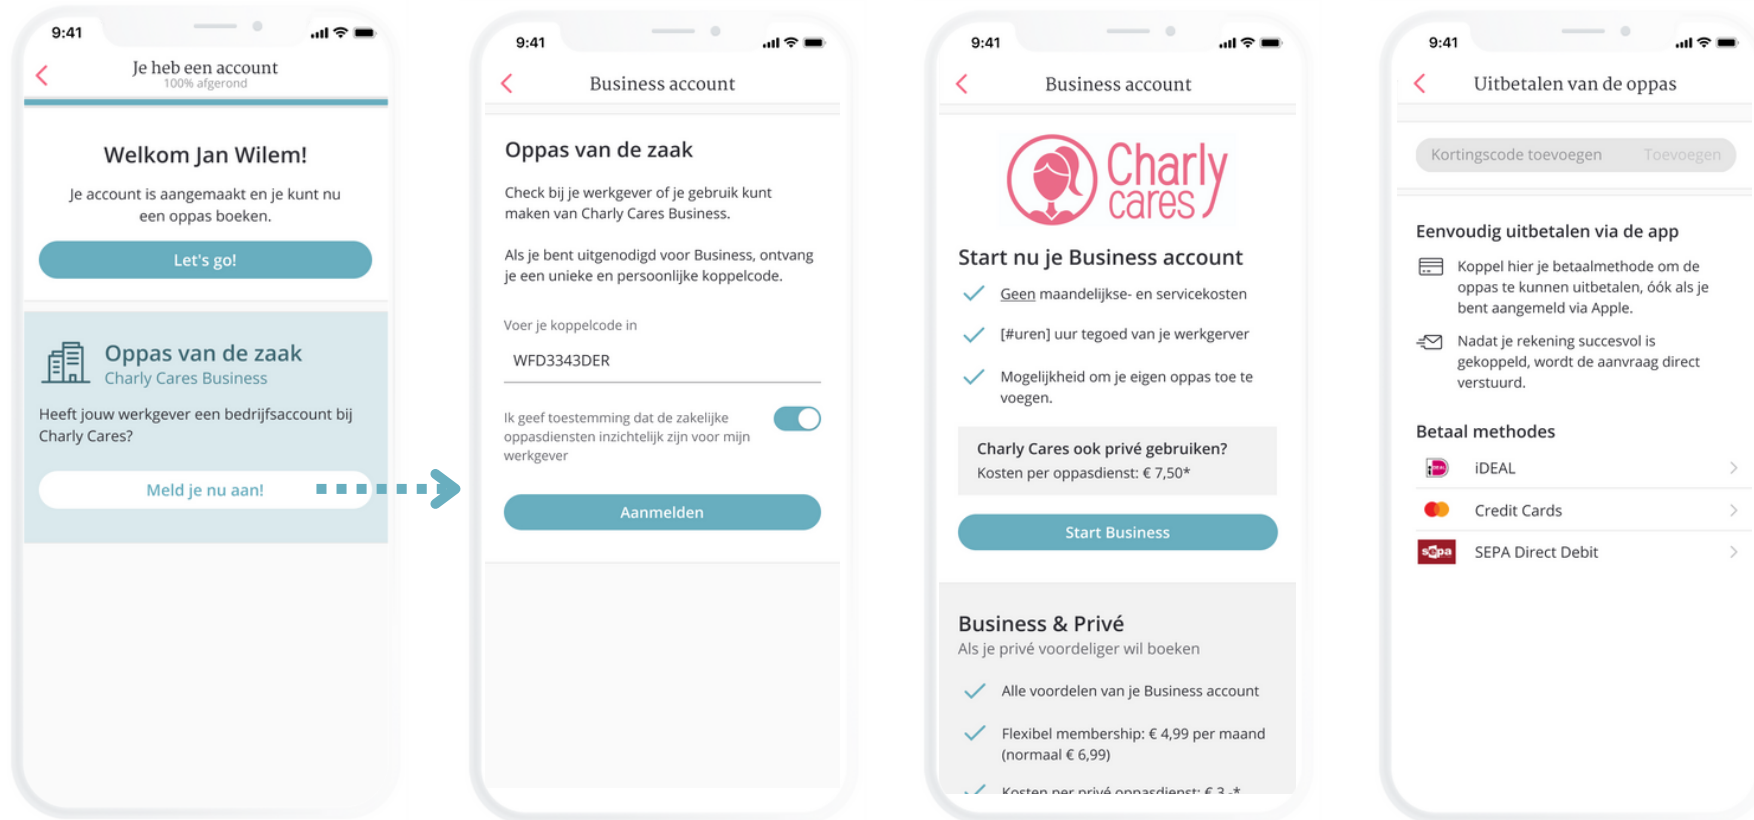 9:41
Je heb een account
100% afgerond
Welkom Jan Wilem!
Je account is aangemaakt en je kunt nu
een oppas boeken.
Let's go!
Oppas van de zaak
Charly Cares Business
Heeft jouw werkgever een bedrijfsaccount bij
Charly Cares?
Meld je nu aan!
9:41
Business account
Oppas van de zaak
Check bij je werkgever of je gebruik kunt
maken van Charly Cares Business.
Als je bent uitgenodigd voor Business, ontvang
je een unieke en persoonlijke koppelcode.
Voer je koppelcode in
WFD3343DER
Ik geef toestemming dat de zakelijke
oppasdiensten inzichtelijk zijn voor mijn
werkgever
Aanmelden
9:41
Business account
Charly
cares
Start nu je Business account
Geen maandelijkse- en servicekosten
[#uren] uur tegoed van je werkgerver
Mogelijkheid om je eigen oppas toe te
voegen.
Charly Cares ook privé gebruiken?
Kosten per oppasdienst: € 7,50*
Start Business
Business & Privé
Als je privé voordeliger wil boeken
Alle voordelen van je Business account
Flexibel membership: € 4,99 per maand
(normaal € 6,99)
Kosten per privé oppasdienst: € 3,-*
9:41
Uitbetalen van de oppas
Kortingscode toevoegen Toevoegen
Eenvoudig uitbetalen via de app
Koppel hier je betaalmethode om de
oppas te kunnen uitbetalen, óók als je
bent aangemeld via Apple.
Nadat je rekening succesvol is
gekoppeld, wordt de aanvraag direct
verstuurd.
Betaal methodes
iDEAL
iDEAL
Credit Cards
sepa
SEPA Direct Debit